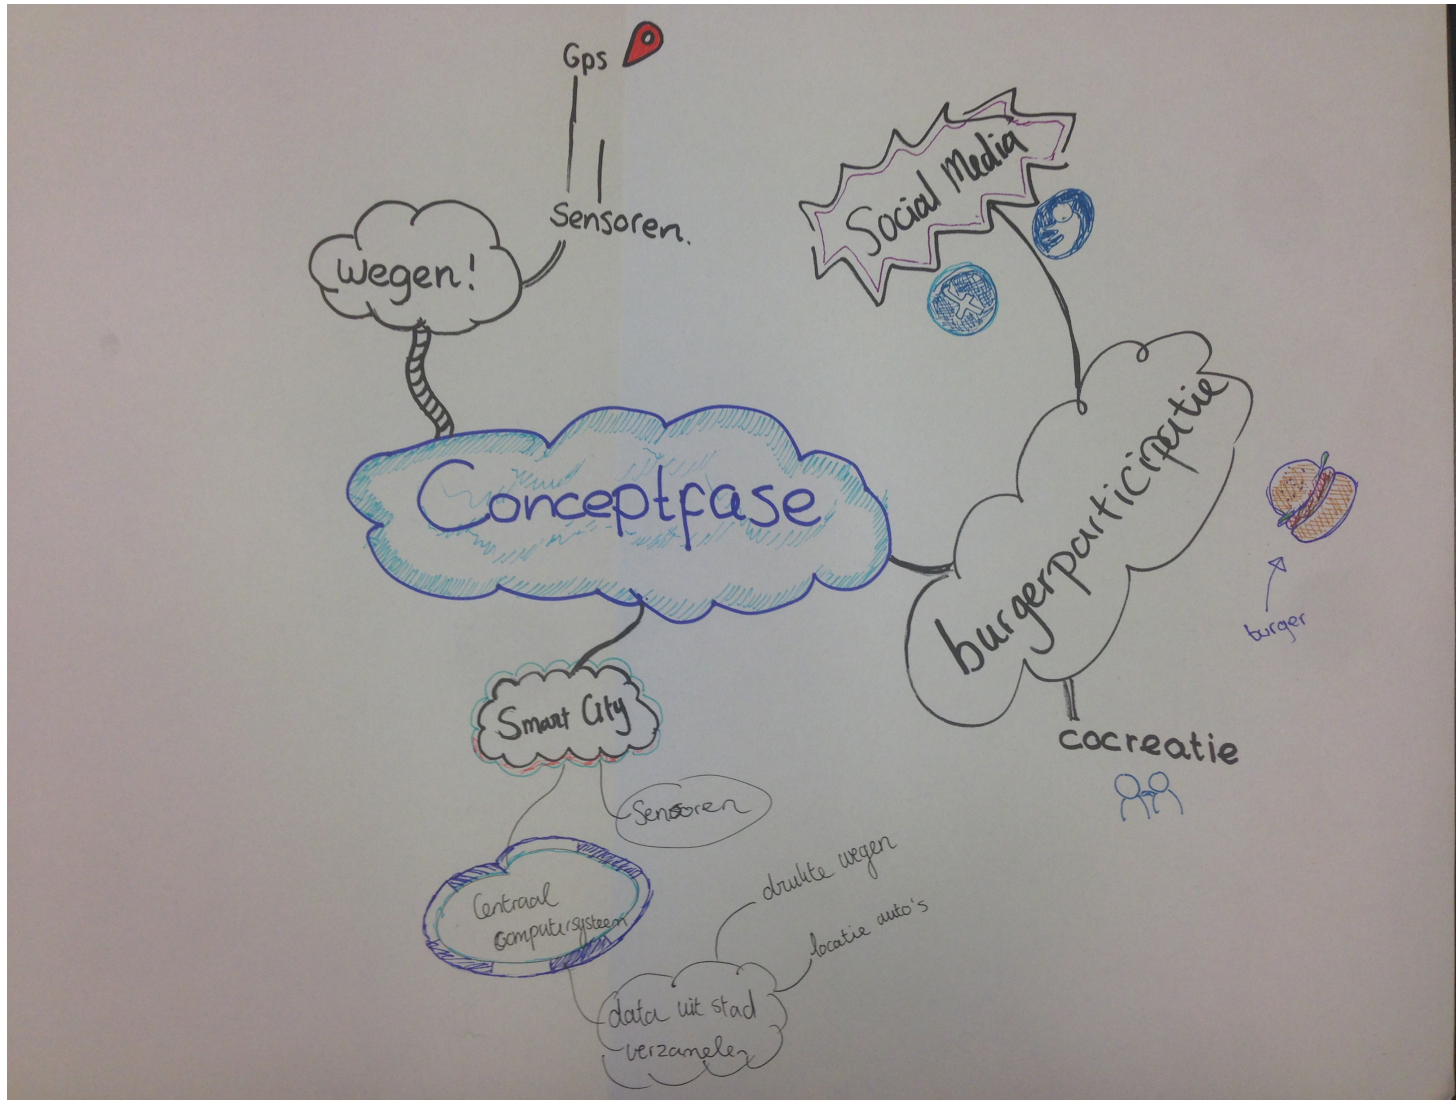 Gps
Sensoren.
wegen!
Social Media
Conceptfase
burgerparticipatie
burger
cocreatie
Smart City
Sensoren
Centraal
computersysteem
drukte wegen
locatie auto's
data uit stad
verzamelen